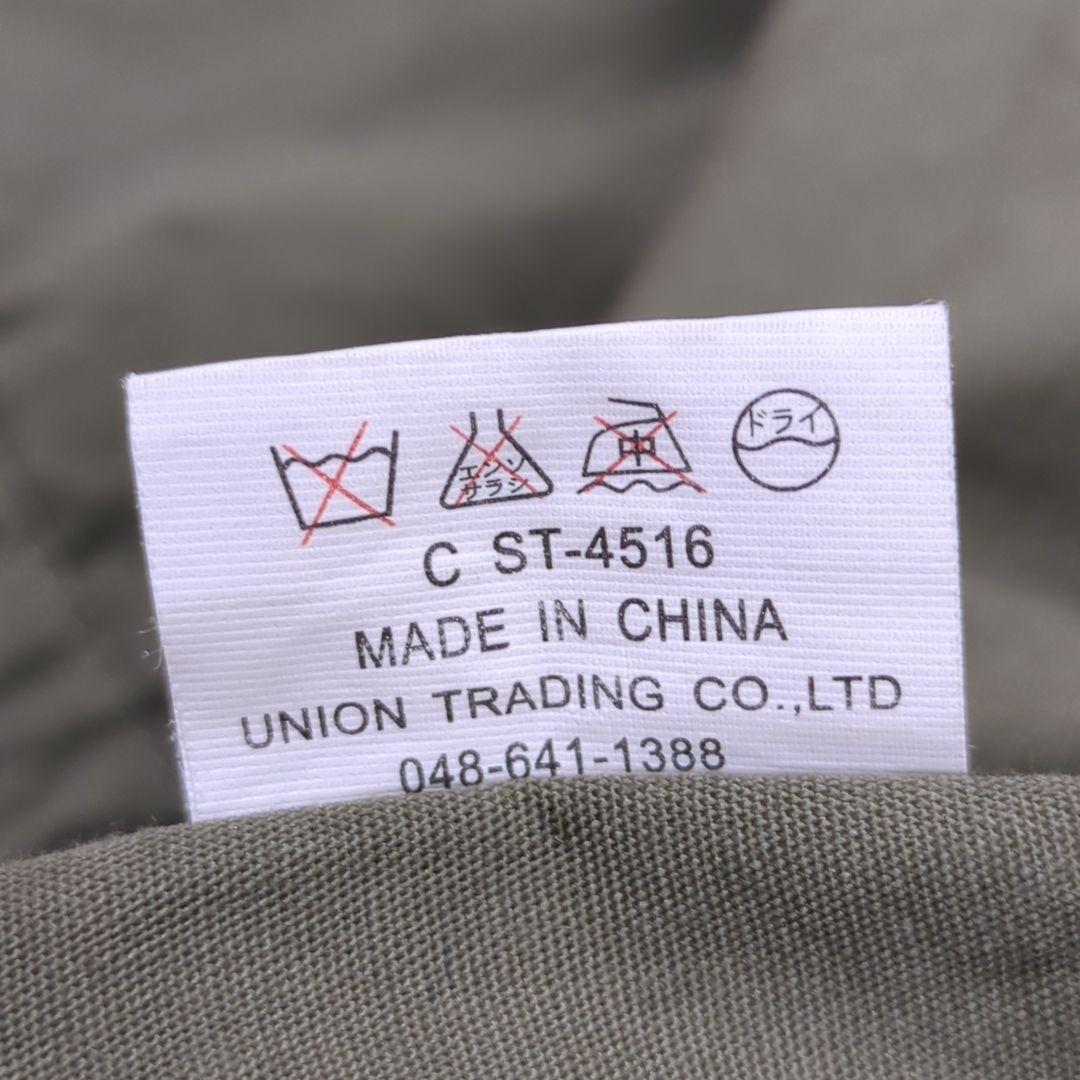 エンソ
サラシ
中
ドライ
C ST-4516
MADE IN CHINA
UNION TRADING CO.,LTD
048-641-1388